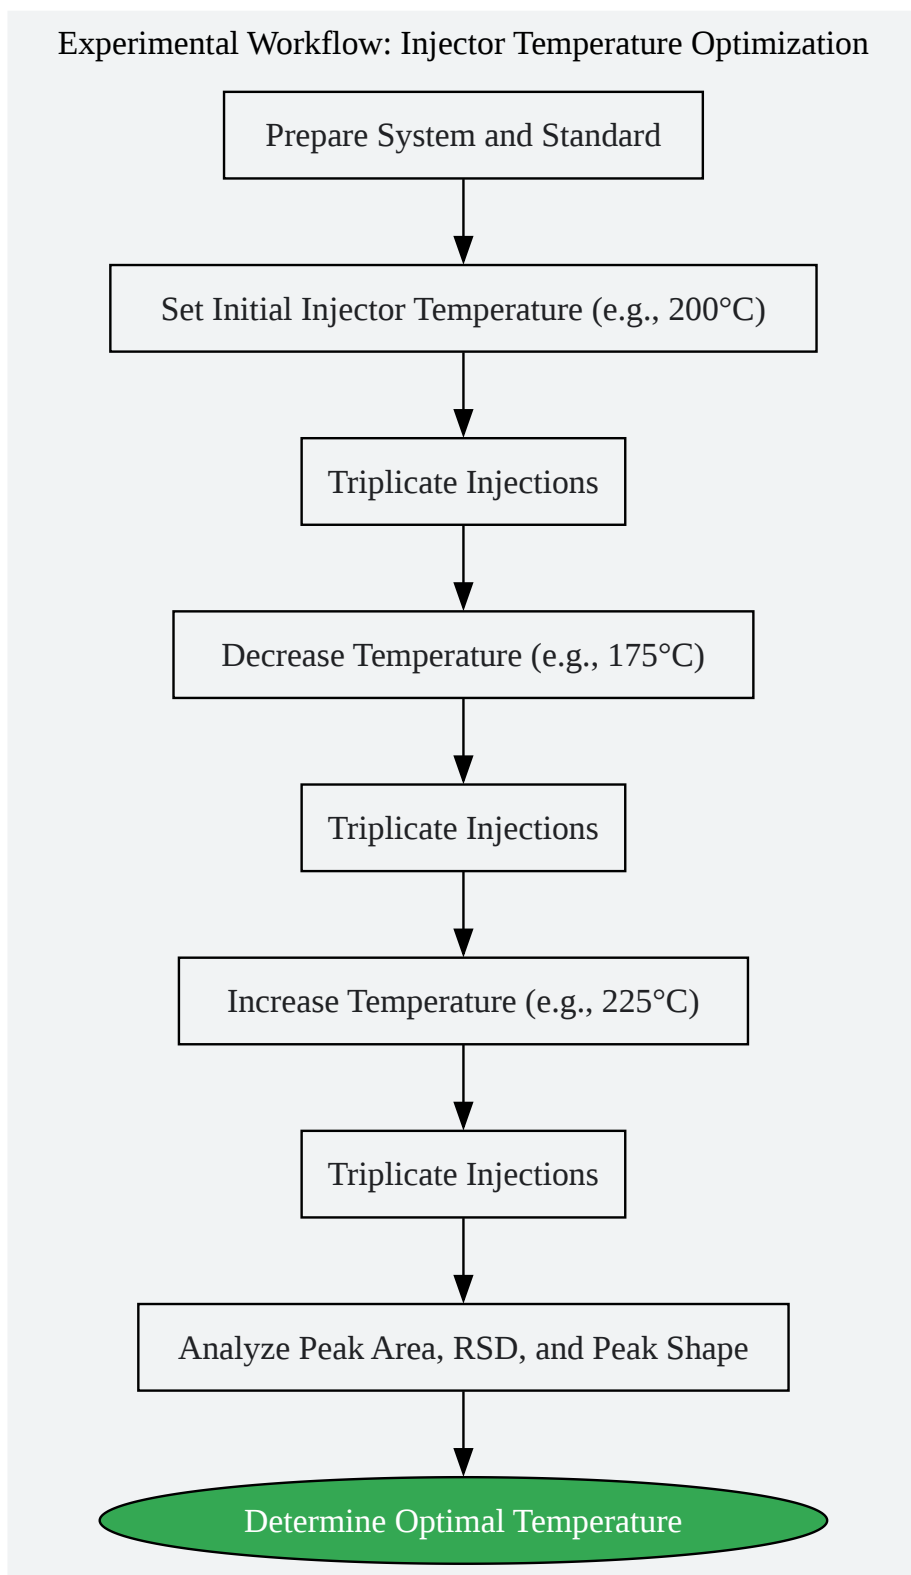 Experimental Workflow: Injector Temperature Optimization
Prepare System and Standard
Set Initial Injector Temperature (e.g., 200°C)
Triplicate Injections
Decrease Temperature (e.g., 175°C)
Triplicate Injections
Increase Temperature (e.g., 225°C)
Triplicate Injections
Analyze Peak Area, RSD, and Peak Shape
Determine Optimal Temperature